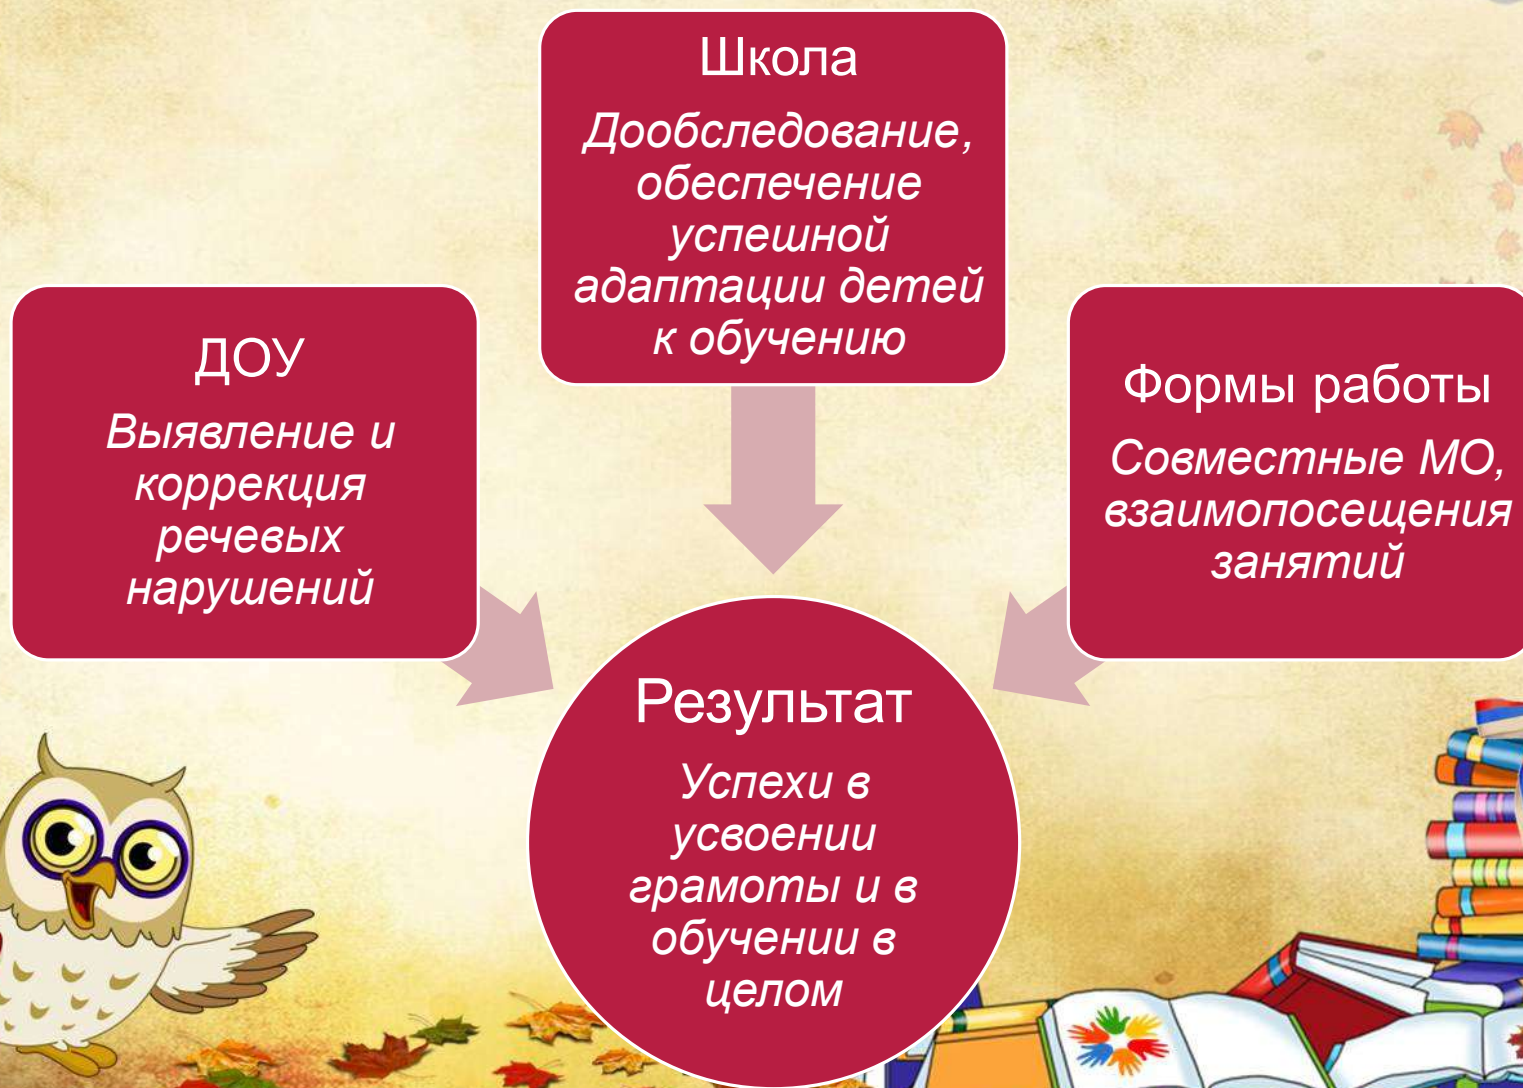 Школа
Дообследование,
обеспечение
успешной
адаптации детей
к обучению
ДОУ
Выявление и
коррекция
речевых
нарушений
Формы работы
Совместные МО,
взаимопосещения
занятий
Результат
Успехи в
усвоении
грамоты и в
обучении в
целом